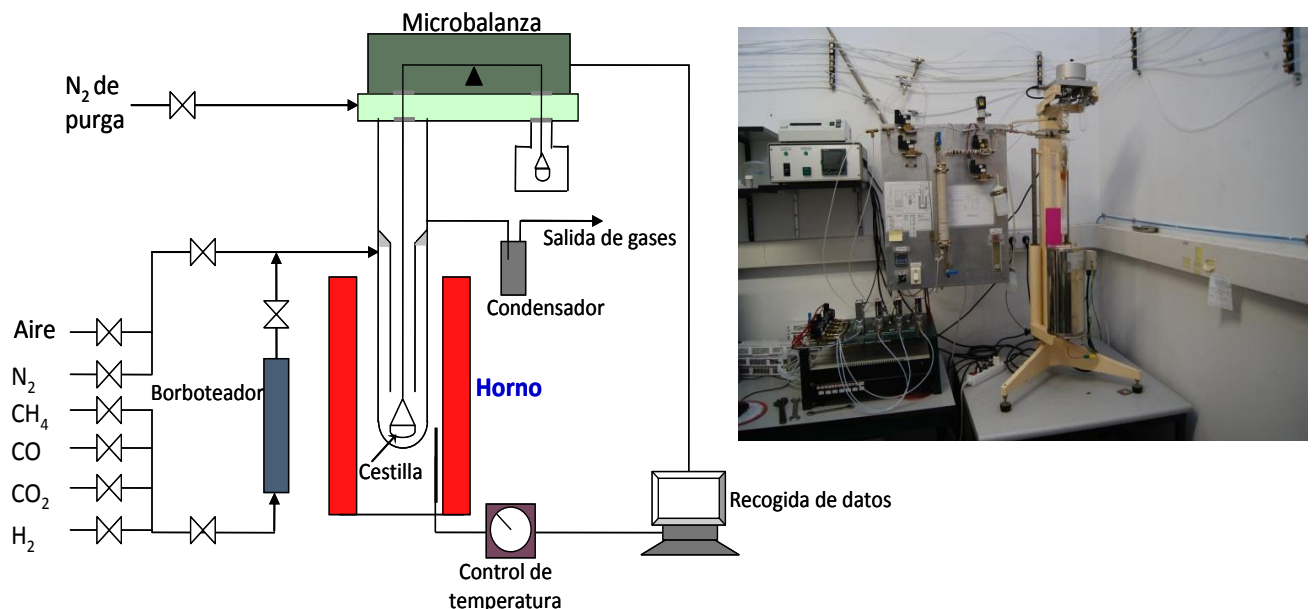 Microbalanza
N₂ de
purga
Salida de gases
Condensador
Aire
N₂
Borboteador
Horno
CH₄
CO
Cestilla
CO₂
Recogida de datos
H₂
Control de
temperatura